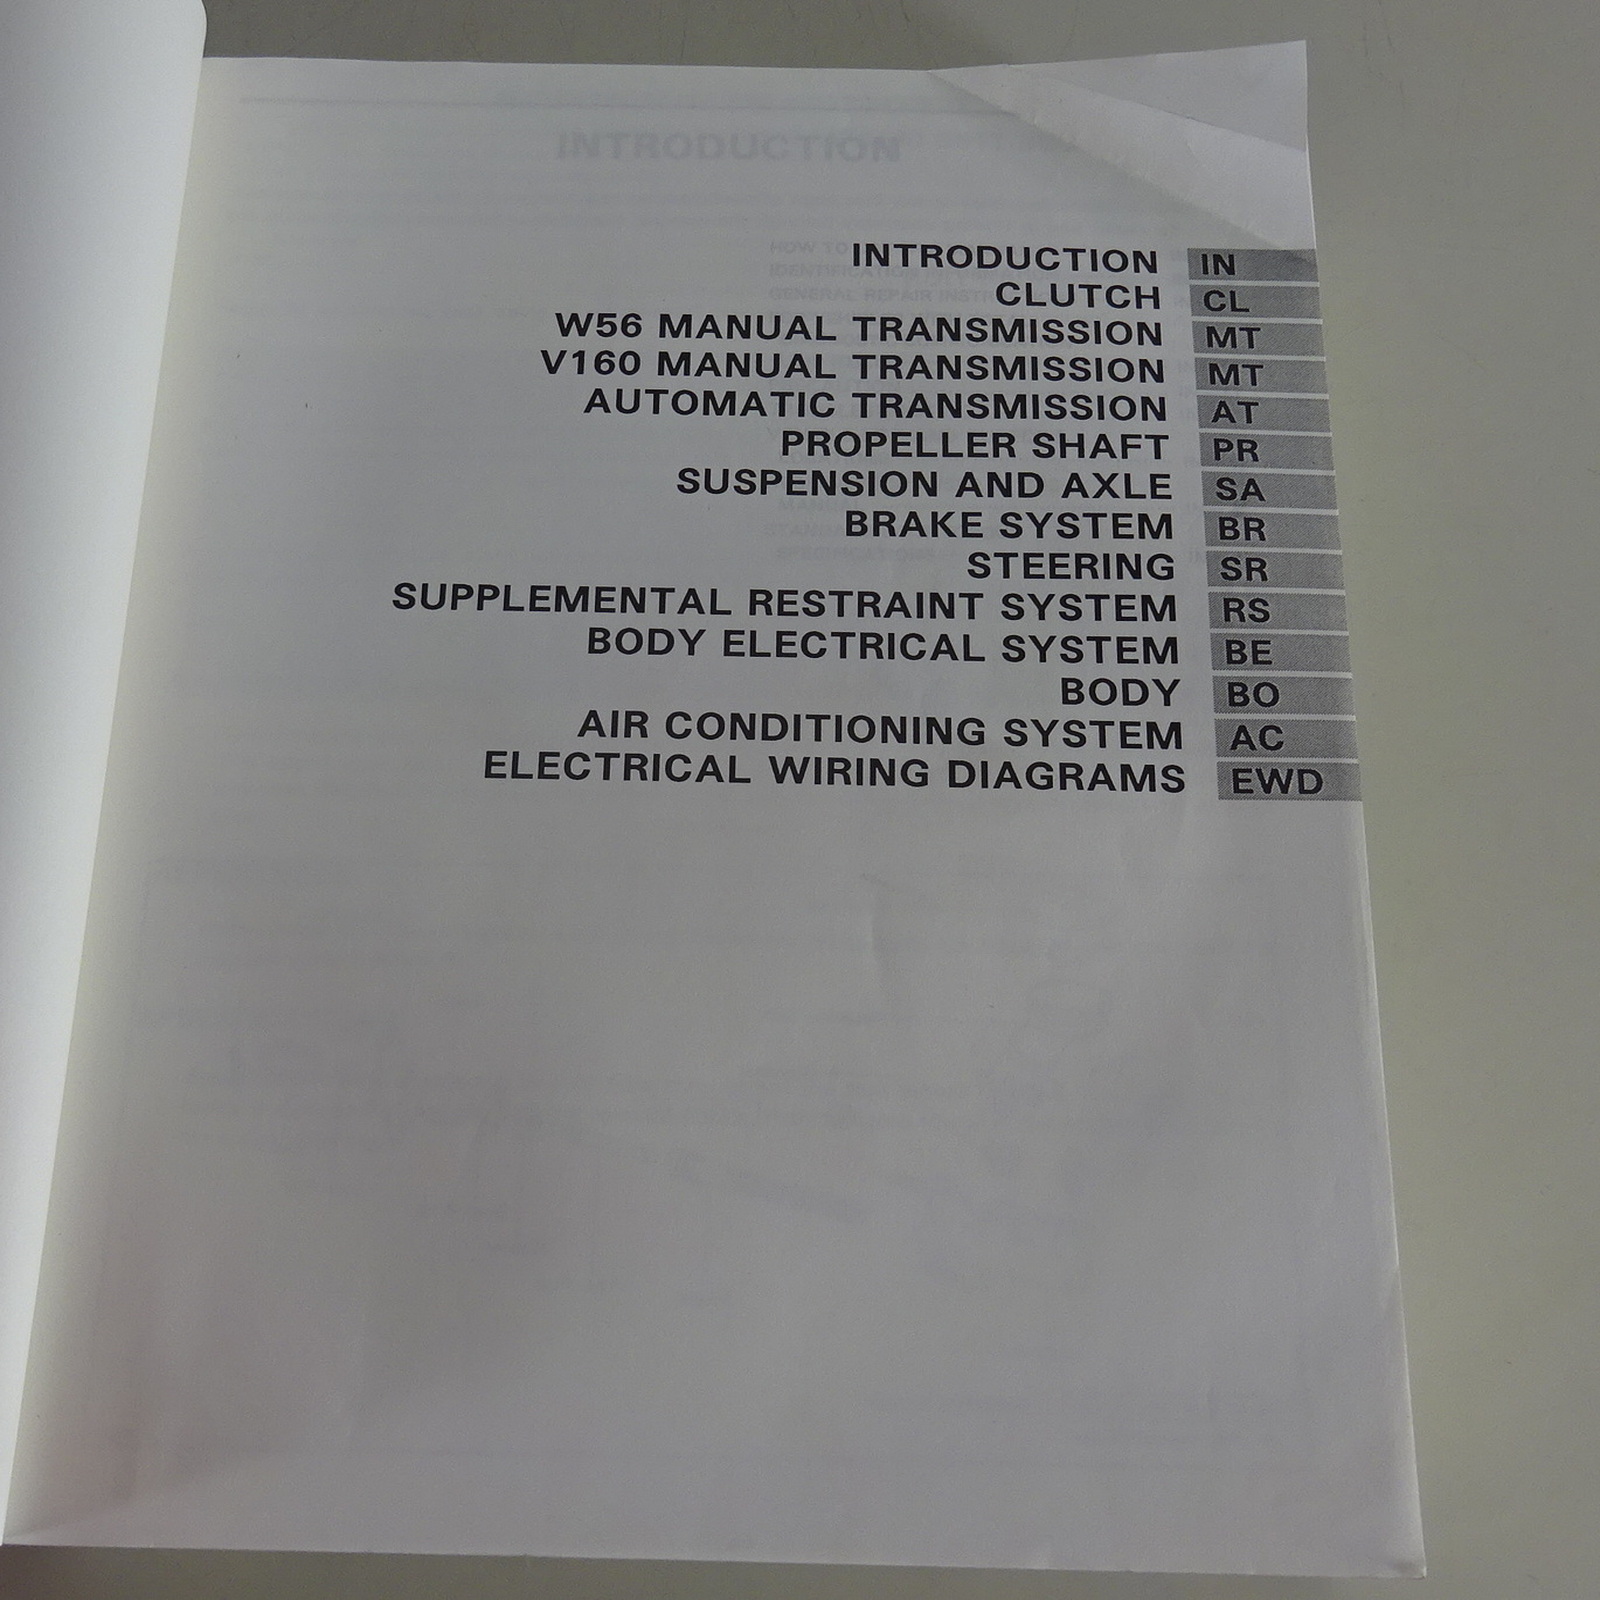 INTRODUCTION
INTRODUCTION IN
CLUTCH CL
W56 MANUAL TRANSMISSION MT
V160 MANUAL TRANSMISSION MT
AUTOMATIC TRANSMISSION AT
PROPELLER SHAFT PR
SUSPENSION AND AXLE SA
BRAKE SYSTEM BR
STEERING SR
SUPPLEMENTAL RESTRAINT SYSTEM RS
BODY ELECTRICAL SYSTEM BE
BODY BO
AIR CONDITIONING SYSTEM AC
ELECTRICAL WIRING DIAGRAMS EWD